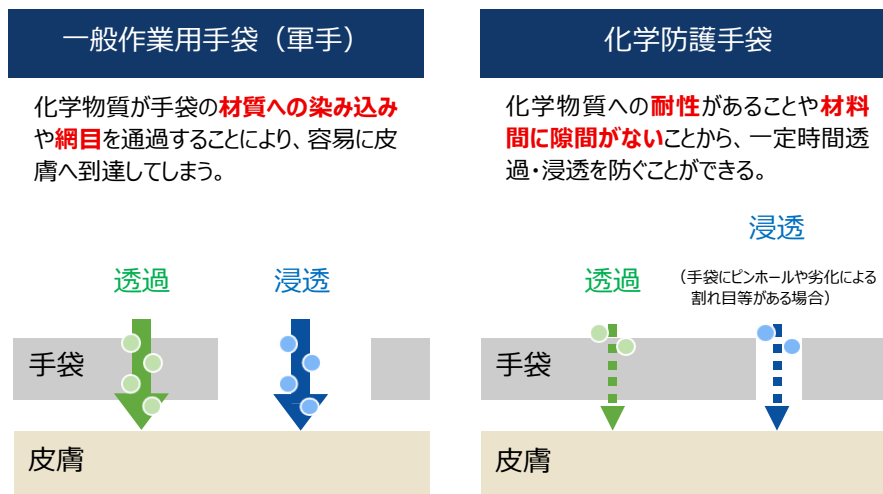 一般作業用手袋（軍手）
化学物質が手袋の材質への染み込み
や網目を通過することにより、容易に皮
膚へ到達してしまう。
透過
浸透
手袋
皮膚
化学防護手袋
化学物質への耐性があることや材料
間に隙間がないことから、一定時間透
過・浸透を防ぐことができる。
浸透
透過
（手袋にピンホールや劣化による
割れ目等がある場合）
手袋
皮膚